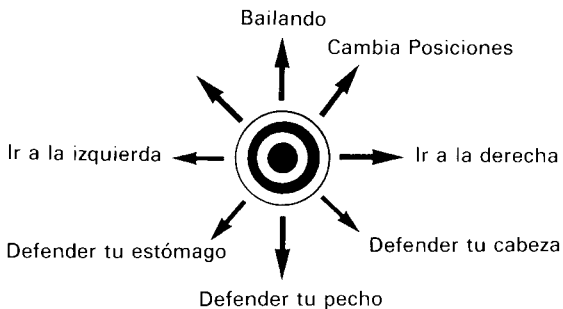 Bailando
Cambia Posiciones
Ir a la izquierda
Ir a la derecha
Defender tu estómago
Defender tu cabeza
Defender tu pecho